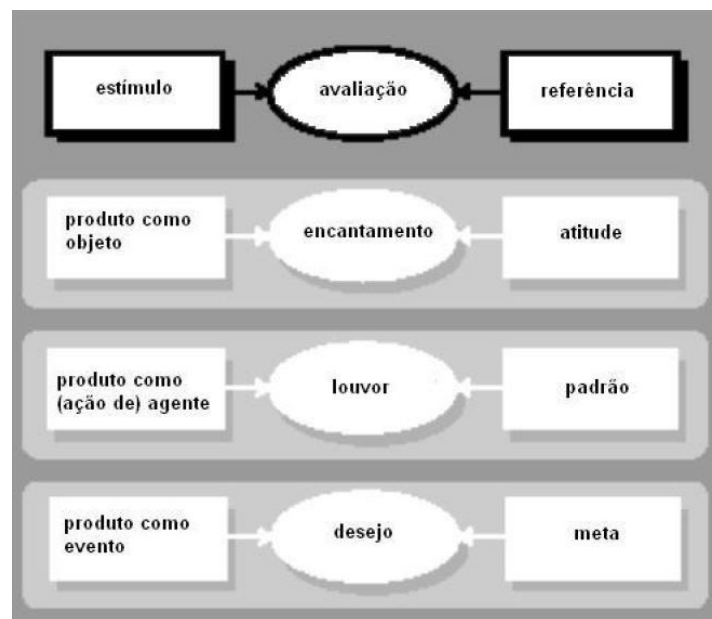 estímulo
avaliação
referência
produto como
objeto
encantamento
atitude
produto como
(ação de) agente
louvor
padrão
produto como
evento
desejo
meta